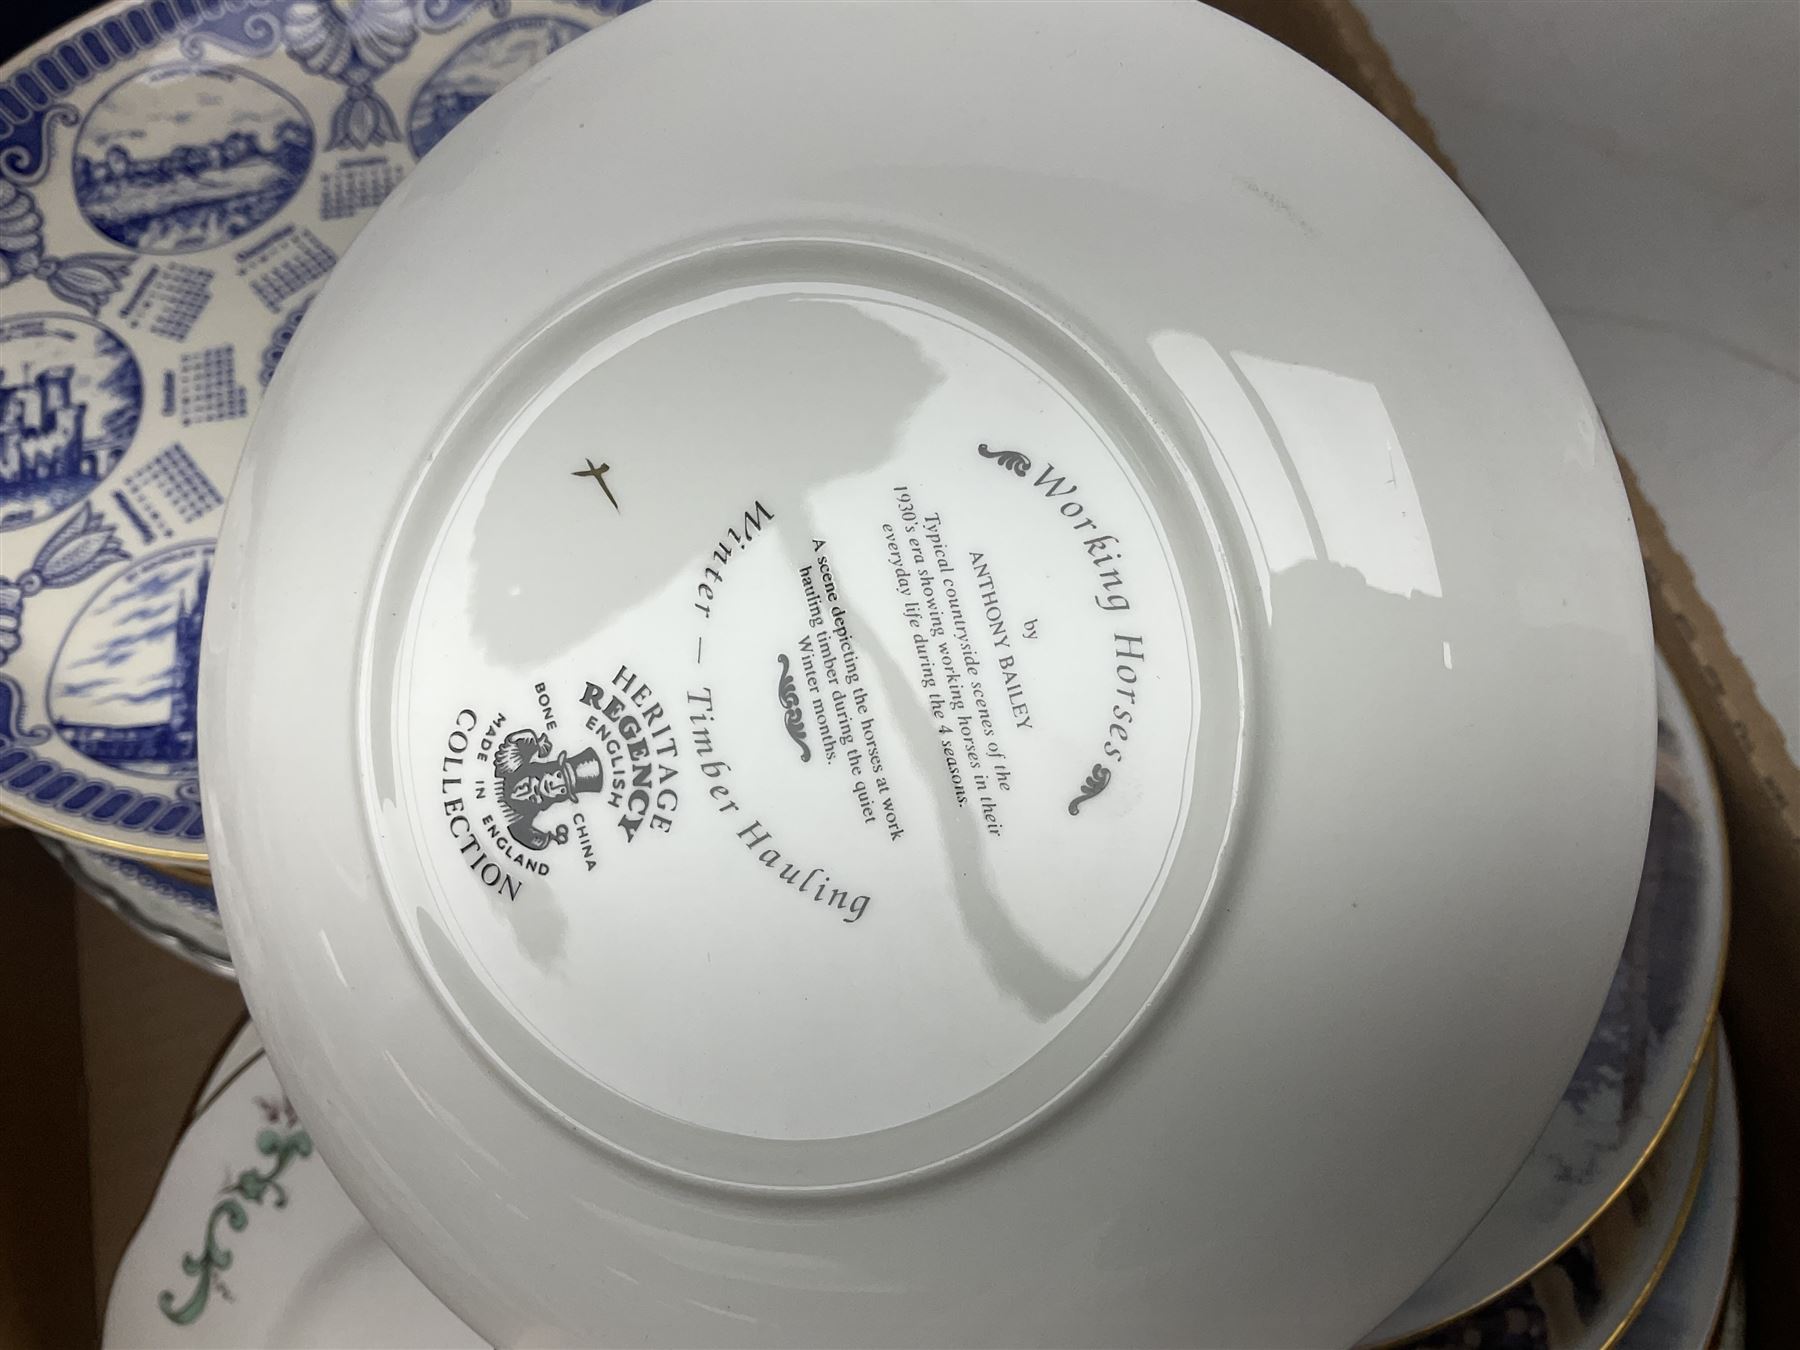 Working Horses
by
ANTHONY BAILEY
Typical countryside scenes of the
1930's era showing working horses in their
everyday life during the 4 seasons.
A scene depicting the horses at work
hauling timber during the quiet
Winter months.
Winter – Timber Hauling
HERITAGE
REGENCY
ENGLISH
BONE CHINA
MADE IN ENGLAND
COLLECTION